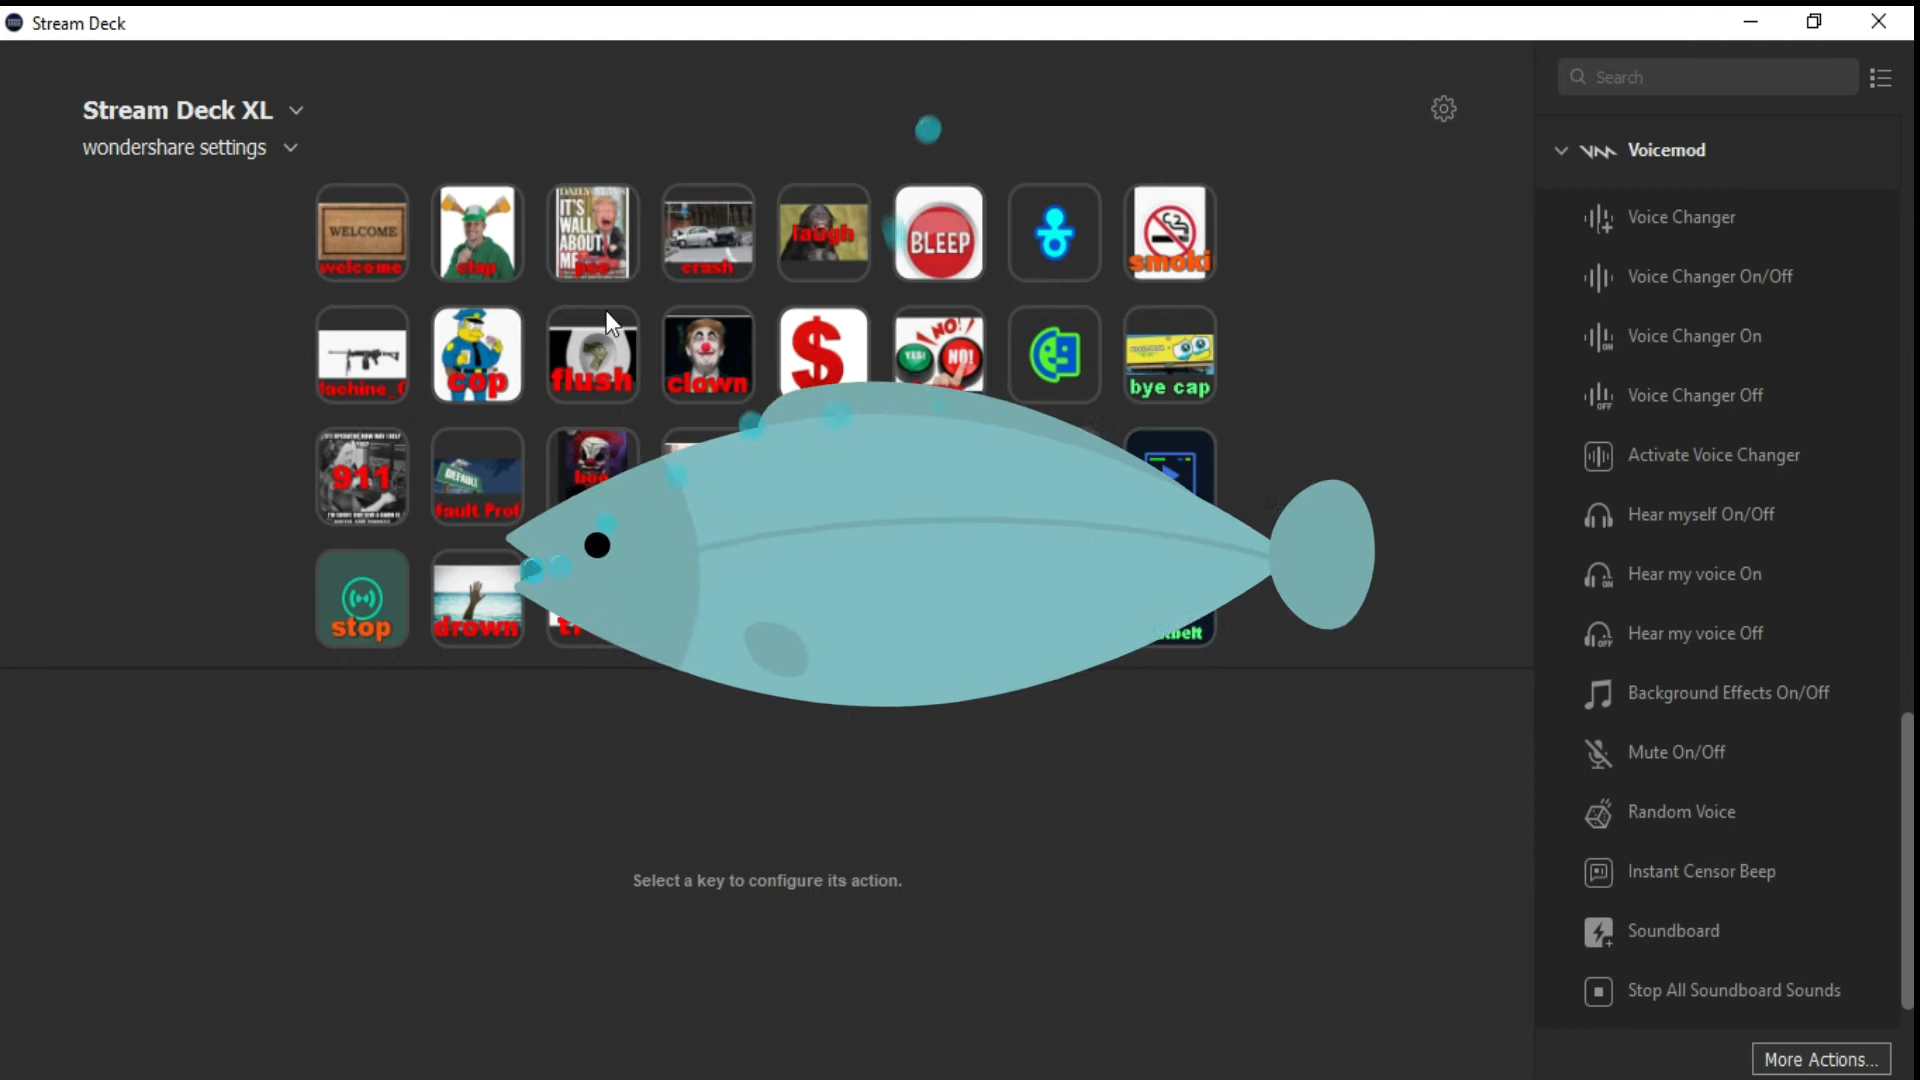 Stream Deck
Stream Deck XL
wondershare settings
Search
Voicemod
WELCOME
welcome
clap
IT'S
WALL
ABOUT
ME
poe
crash
laugh
BLEEP
smoki
cop
flush
clown
$
YES!
NO!
NO!
bye cap
911
DEFAULT
fault Prof
boo
stop
drown
Voice Changer
Voice Changer On/Off
Voice Changer On
Voice Changer Off
Activate Voice Changer
Hear myself On/Off
Hear my voice On
Hear my voice Off
Background Effects On/Off
Mute On/Off
Random Voice
Instant Censor Beep
Soundboard
Stop All Soundboard Sounds
Select a key to configure its action.
More Actions...